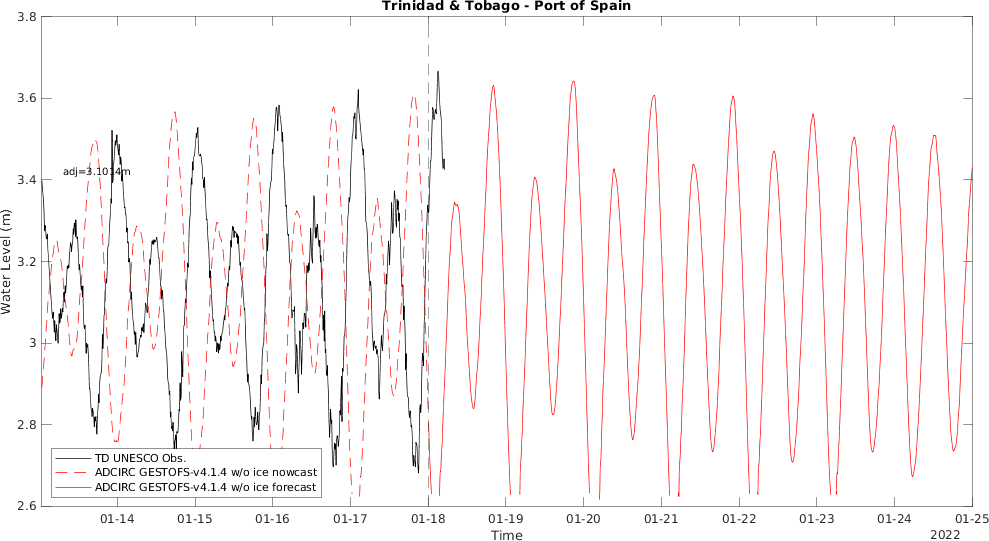 Trinidad & Tobago - Port of Spain
3.8
3.6
3.4
3.2
3
2.8
2.6
Water Level (m)
adj=3.1014m
TD UNESCO Obs.
ADCIRC GESTOFS-v4.1.4 w/o ice nowcast
ADCIRC GESTOFS-v4.1.4 w/o ice forecast
01-14 01-15 01-16 01-17 01-18 01-19 01-20 01-21 01-22 01-23 01-24 01-25
Time
2022